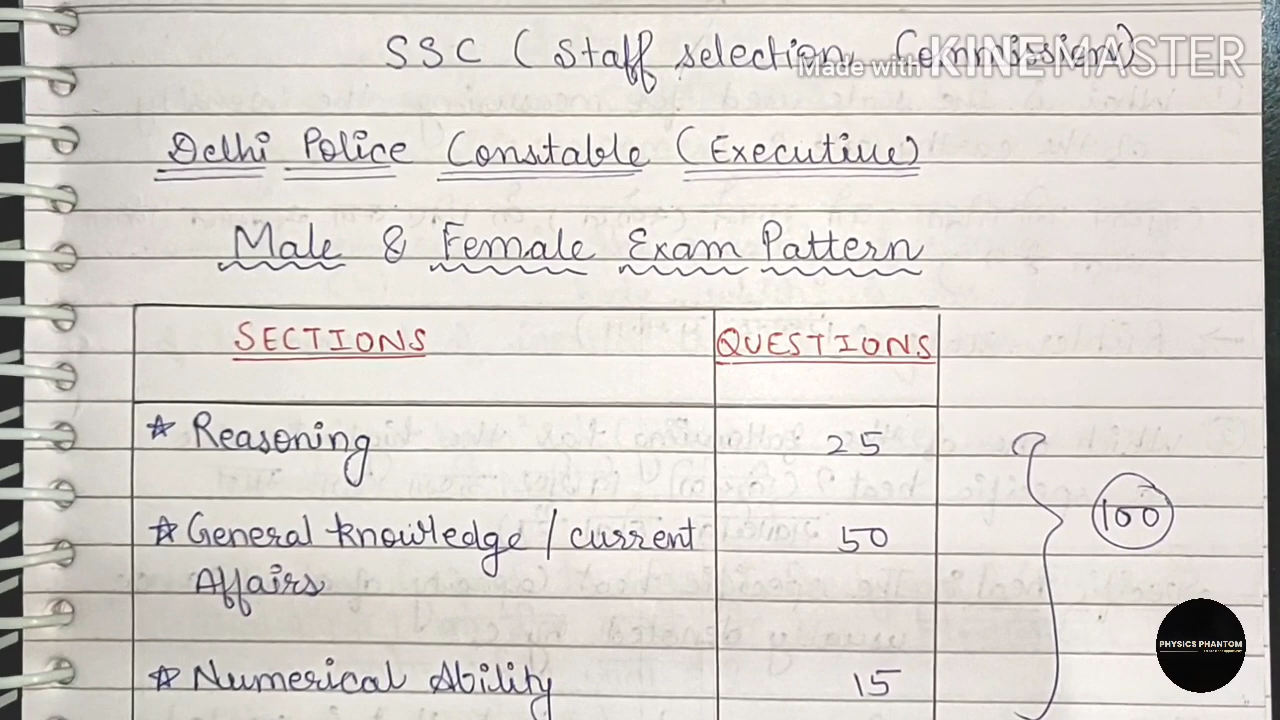 SSC (Staff selection Commission)
Made with KINEMASTER
Delhi Police Constable (Executive)
Male & Female Exam Pattern
SECTIONS QUESTIONS
☆ Reasoning 25
100
☆ General knowledge / current 50
Affairs
PHYSICS PHANTOM
☆ Numerical Ability 15